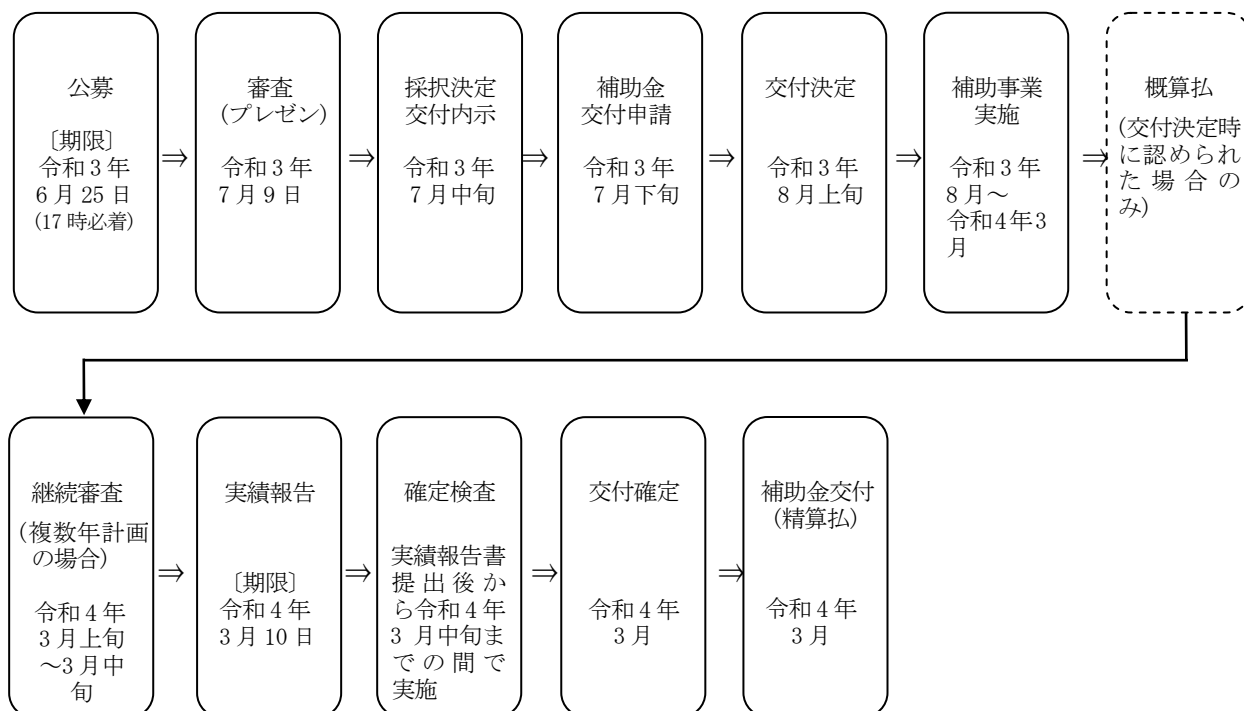 公募
〔期限〕
令和3年
6月25日
(17時必着)
⇒
審査
(プレゼン)
令和3年
7月9日
⇒
採択決定
交付内示
令和3年
7月中旬
⇒
補助金
交付申請
令和3年
7月下旬
⇒
交付決定
令和3年
8月上旬
⇒
補助事業
実施
令和3年
8月～
令和4年3
月
⇒
概算払
(交付決定時
に認められ
た場合の
み)
継続審査
(複数年計画
の場合)
令和4年
3月上旬
～3月中
旬
⇒
実績報告
〔期限〕
令和4年
3月10日
⇒
確定検査
実績報告書
提出後か
ら令和4年
3月中旬ま
での間で
実施
⇒
交付確定
令和4年
3月
⇒
補助金交付
(精算払)
令和4年
3月